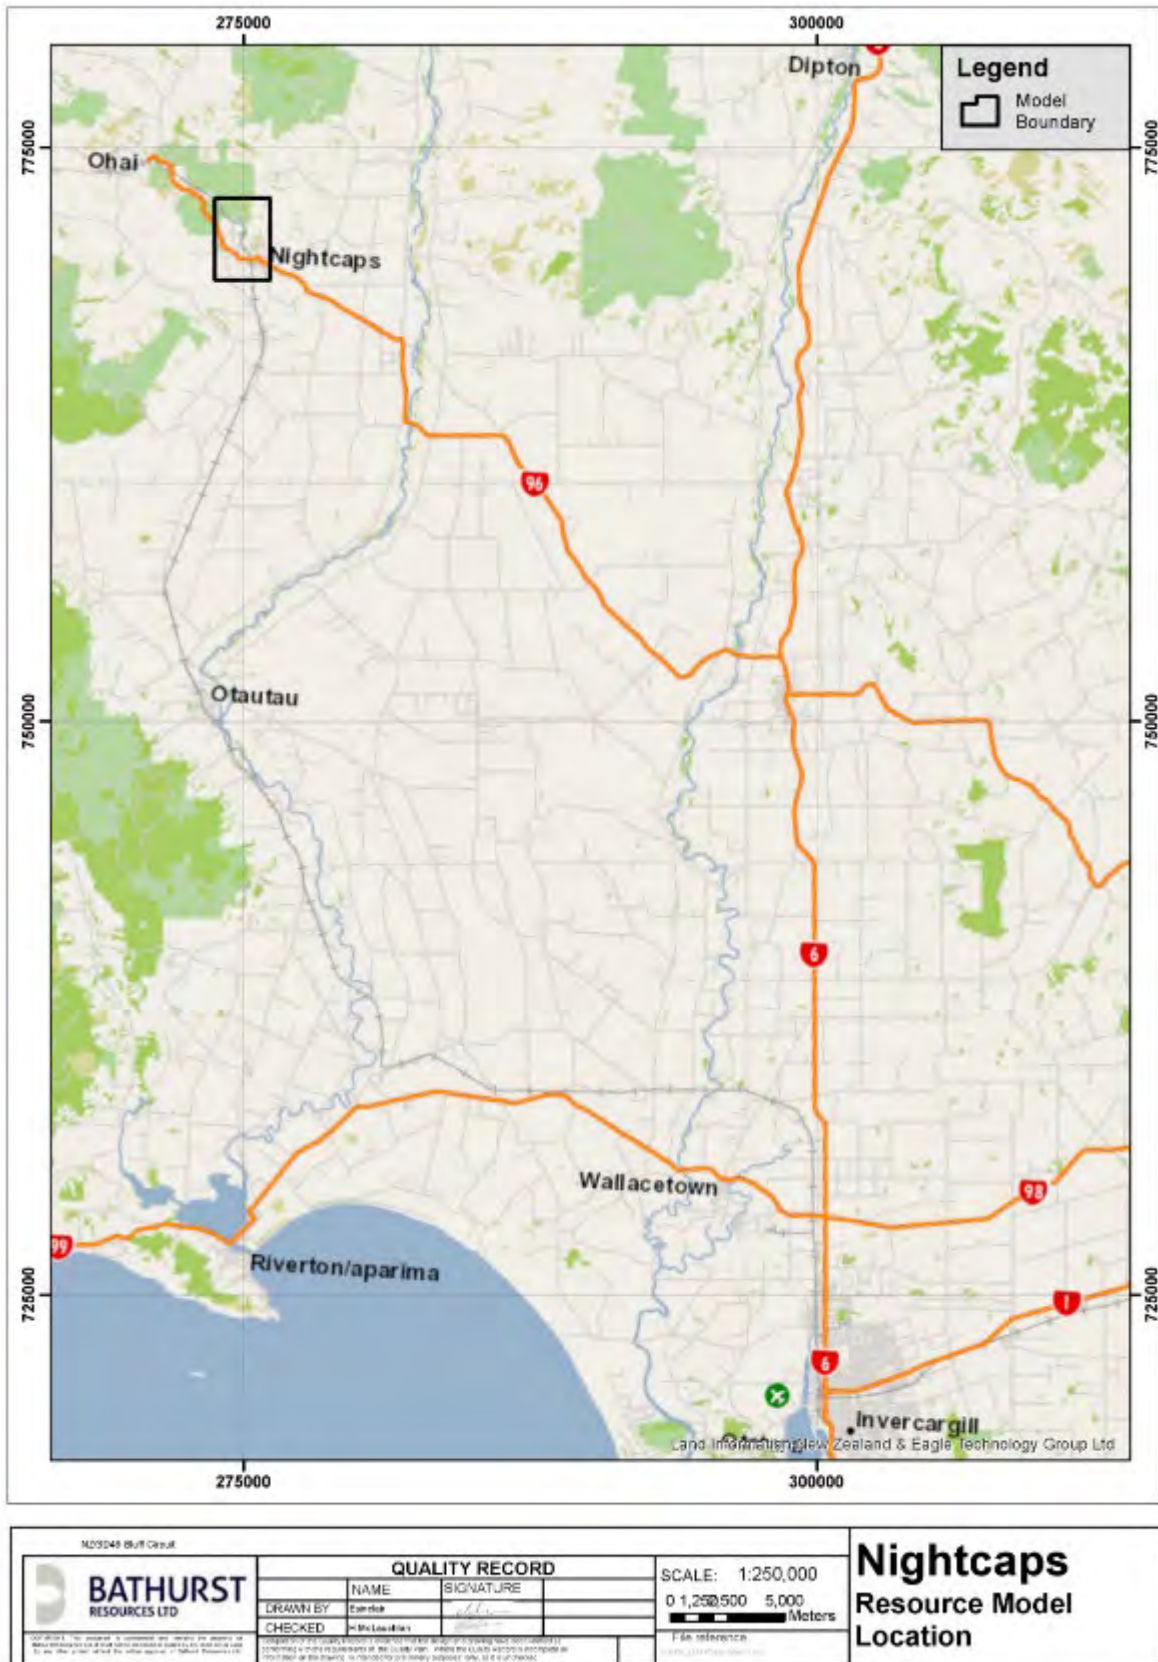 275000
300000
Dipton
Legend
Model
Boundary
775000
775000
Ohai
Nightcaps
96
Otautau
750000
750000
6
Wallacetown
98
99
Riverton/aparima
725000
725000
1
6
Invercargill
Land Information New Zealand & Eagle Technology Group Ltd
275000
300000
BATHURST
RESOURCES LTD
QUALITY RECORD
NAME
SIGNATURE
DRAWN BY
CHECKED
SCALE: 1:250,000
0 1,250 2,500 5,000
Meters
File reference
Nightcaps
Resource Model
Location